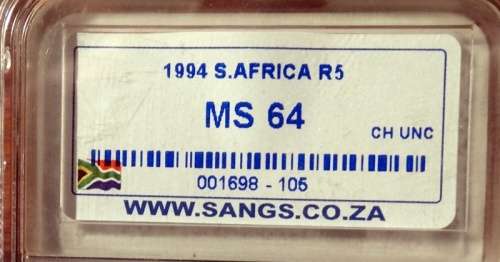 1994 S.AFRICA R5
MS 64
CH UNC
001698 - 105
WWW.SANGS.CO.ZA